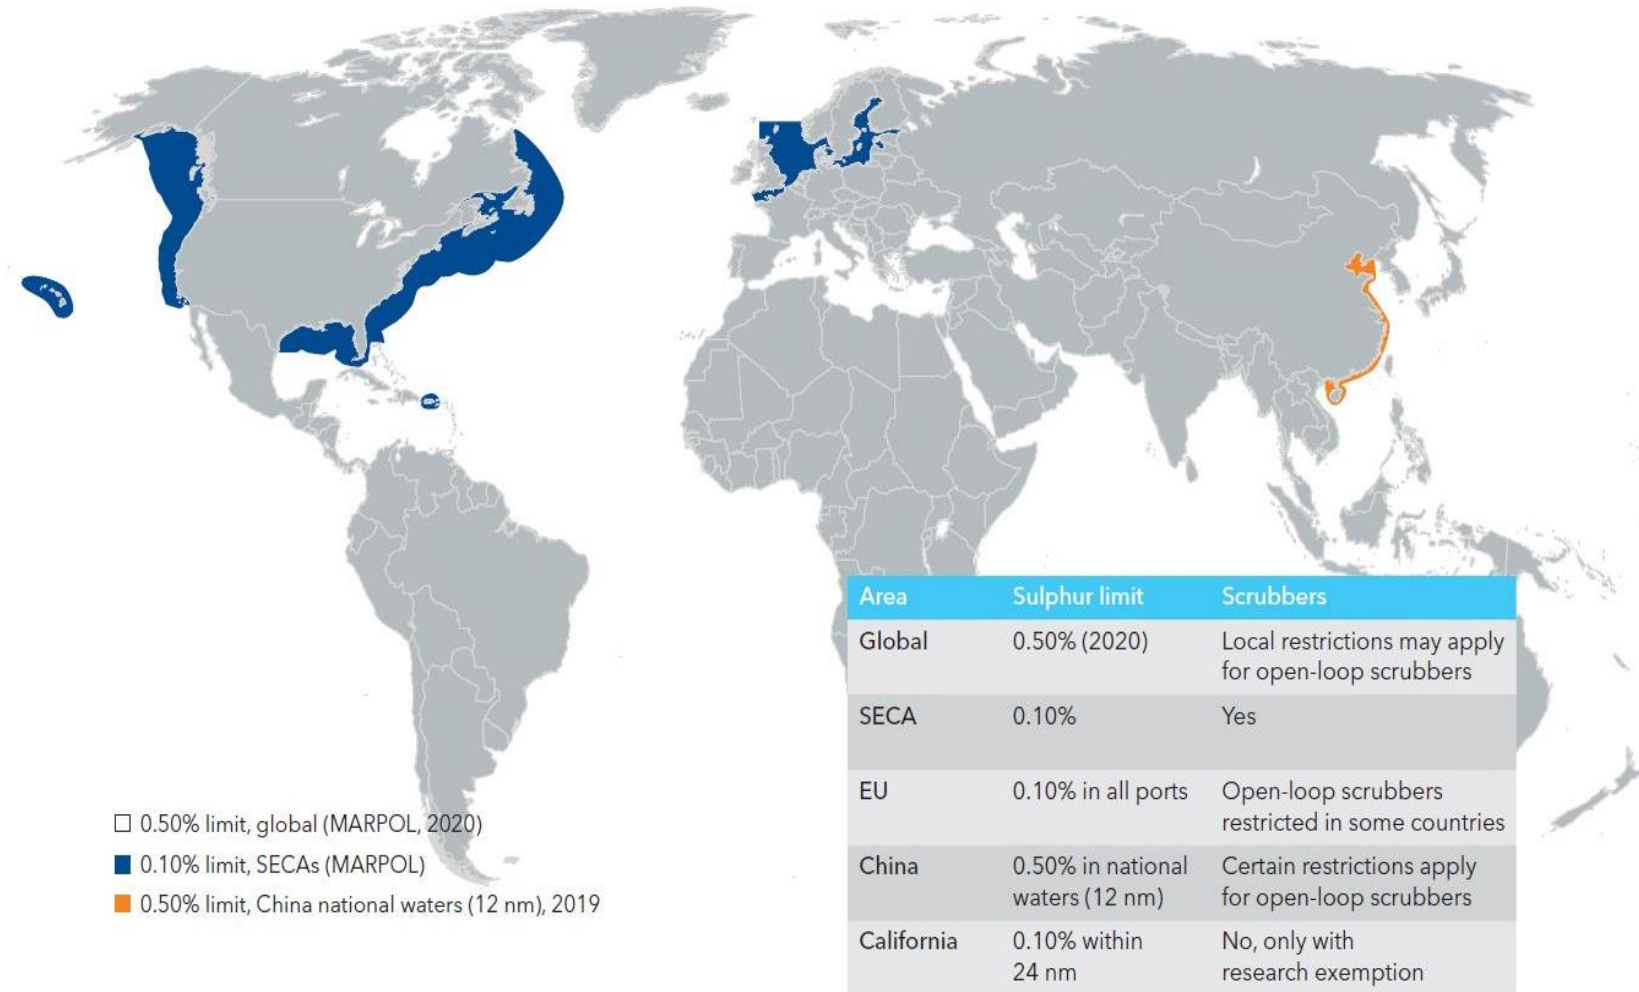 Area Sulphur limit Scrubbers
Global 0.50% (2020) Local restrictions may apply
for open-loop scrubbers
SECA 0.10% Yes
EU 0.10% in all ports Open-loop scrubbers
restricted in some countries
China 0.50% in national Certain restrictions apply
waters (12 nm) for open-loop scrubbers
California 0.10% within No, only with
24 nm research exemption
0.50% limit, global (MARPOL, 2020)
0.10% limit, SECAs (MARPOL)
0.50% limit, China national waters (12 nm), 2019